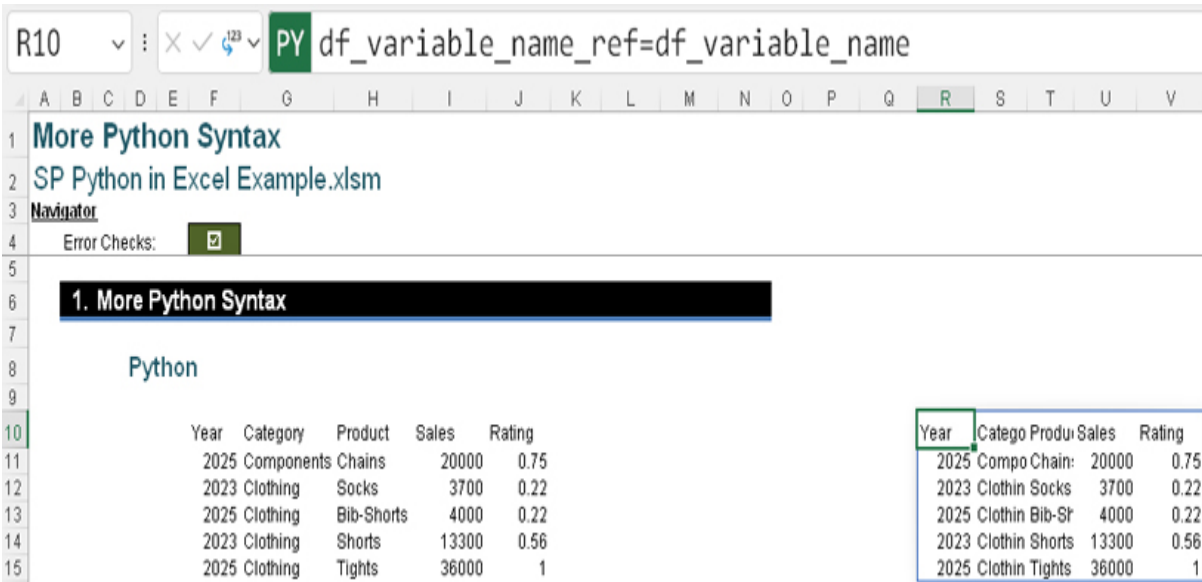 R10 PY df_variable_name_ref=df_variable_name
A B C D E F G H I J K L M N O P Q R S T U V
1 More Python Syntax
2 SP Python in Excel Example.xlsm
3 Navigator
4 Error Checks:
5
6 1. More Python Syntax
7
8 Python
9
10 Year Category Product Sales Rating Year Catego Produ Sales Rating
11 2025 Components Chains 20000 0.75 2025 Compo Chain 20000 0.75
12 2023 Clothing Socks 3700 0.22 2023 Clothin Socks 3700 0.22
13 2025 Clothing Bib-Shorts 4000 0.22 2025 Clothin Bib-Sh 4000 0.22
14 2023 Clothing Shorts 13300 0.56 2023 Clothin Shorts 13300 0.56
15 2025 Clothing Tights 36000 1 2025 Clothin Tights 36000 1